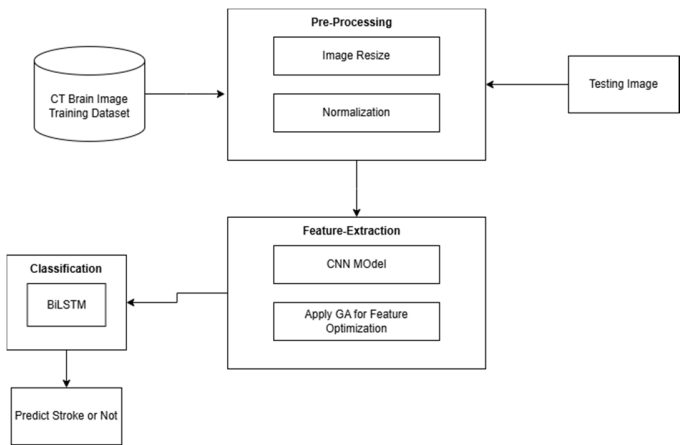 Pre-Processing
Image Resize
Normalization
CT Brain Image
Training Dataset
Testing Image
Feature-Extraction
CNN MOdel
Apply GA for Feature
Optimization
Classification
BiLSTM
Predict Stroke or Not